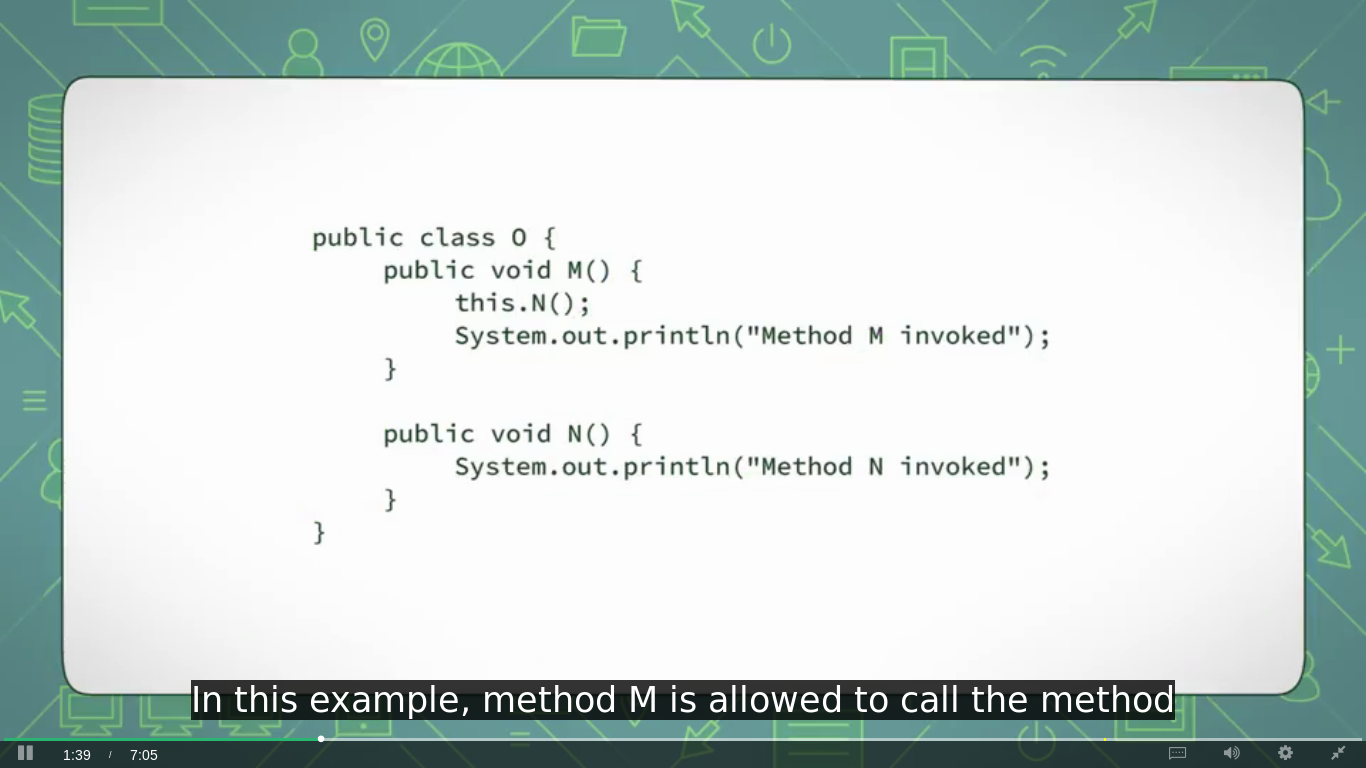 public class O {
public void M() {
this.N();
System.out.println("Method M invoked");
}
public void N() {
System.out.println("Method N invoked");
}
}
In this example, method M is allowed to call the method
1:39 / 7:05